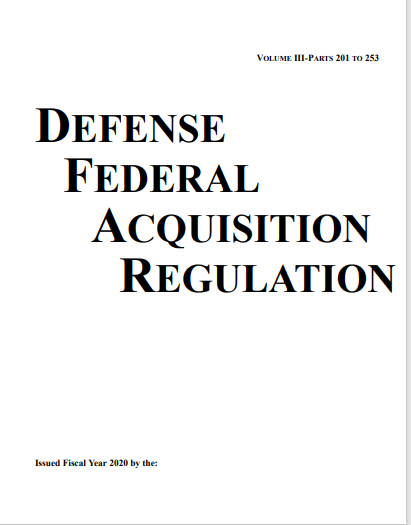 VOLUME III-PARTS 201 TO 253
DEFENSE
FEDERAL
ACQUISITION
REGULATION
Issued Fiscal Year 2020 by the: